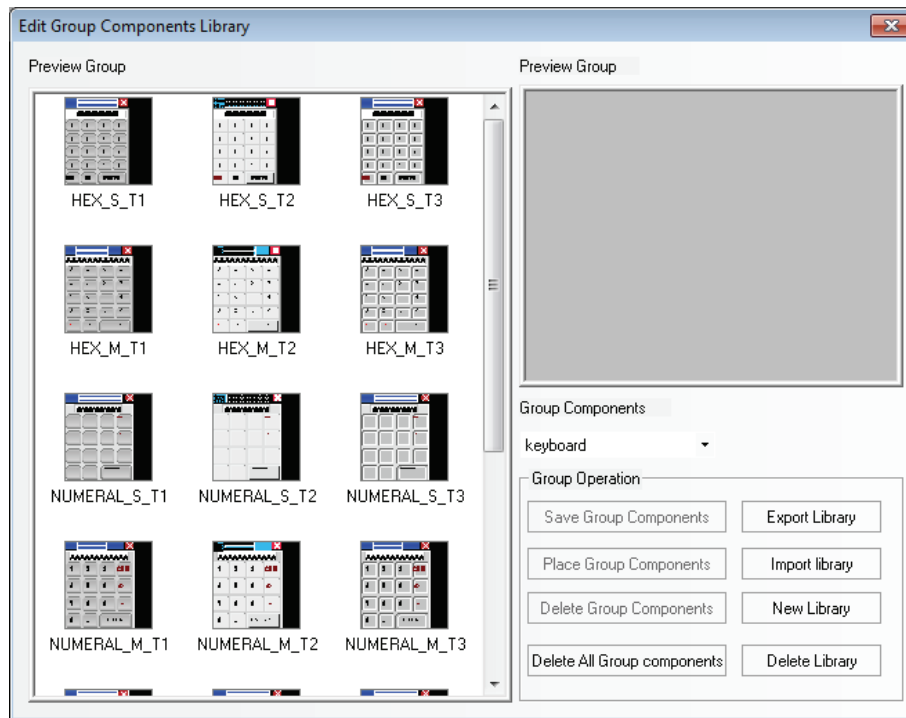 Edit Group Components Library
Preview Group
Preview Group
HEX_S_T1 HEX_S_T2 HEX_S_T3
HEX_M_T1 HEX_M_T2 HEX_M_T3
NUMERAL_S_T1 NUMERAL_S_T2 NUMERAL_S_T3
NUMERAL_M_T1 NUMERAL_M_T2 NUMERAL_M_T3
Group Components
keyboard
Group Operation
Save Group Components
Export Library
Place Group Components
Import library
Delete Group Components
New Library
Delete All Group components
Delete Library